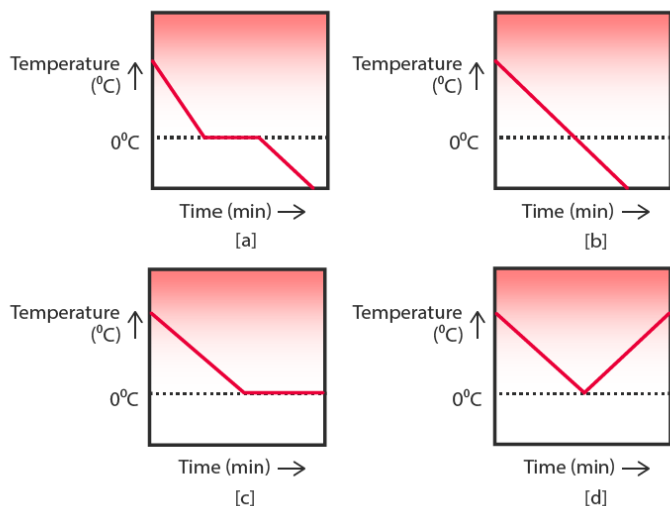 Temperature
(⁰C)
0⁰C
Time (min)
[a]
Temperature
(⁰C)
0⁰C
Time (min)
[b]
Temperature
(⁰C)
0⁰C
Time (min)
[c]
Temperature
(⁰C)
0⁰C
Time (min)
[d]